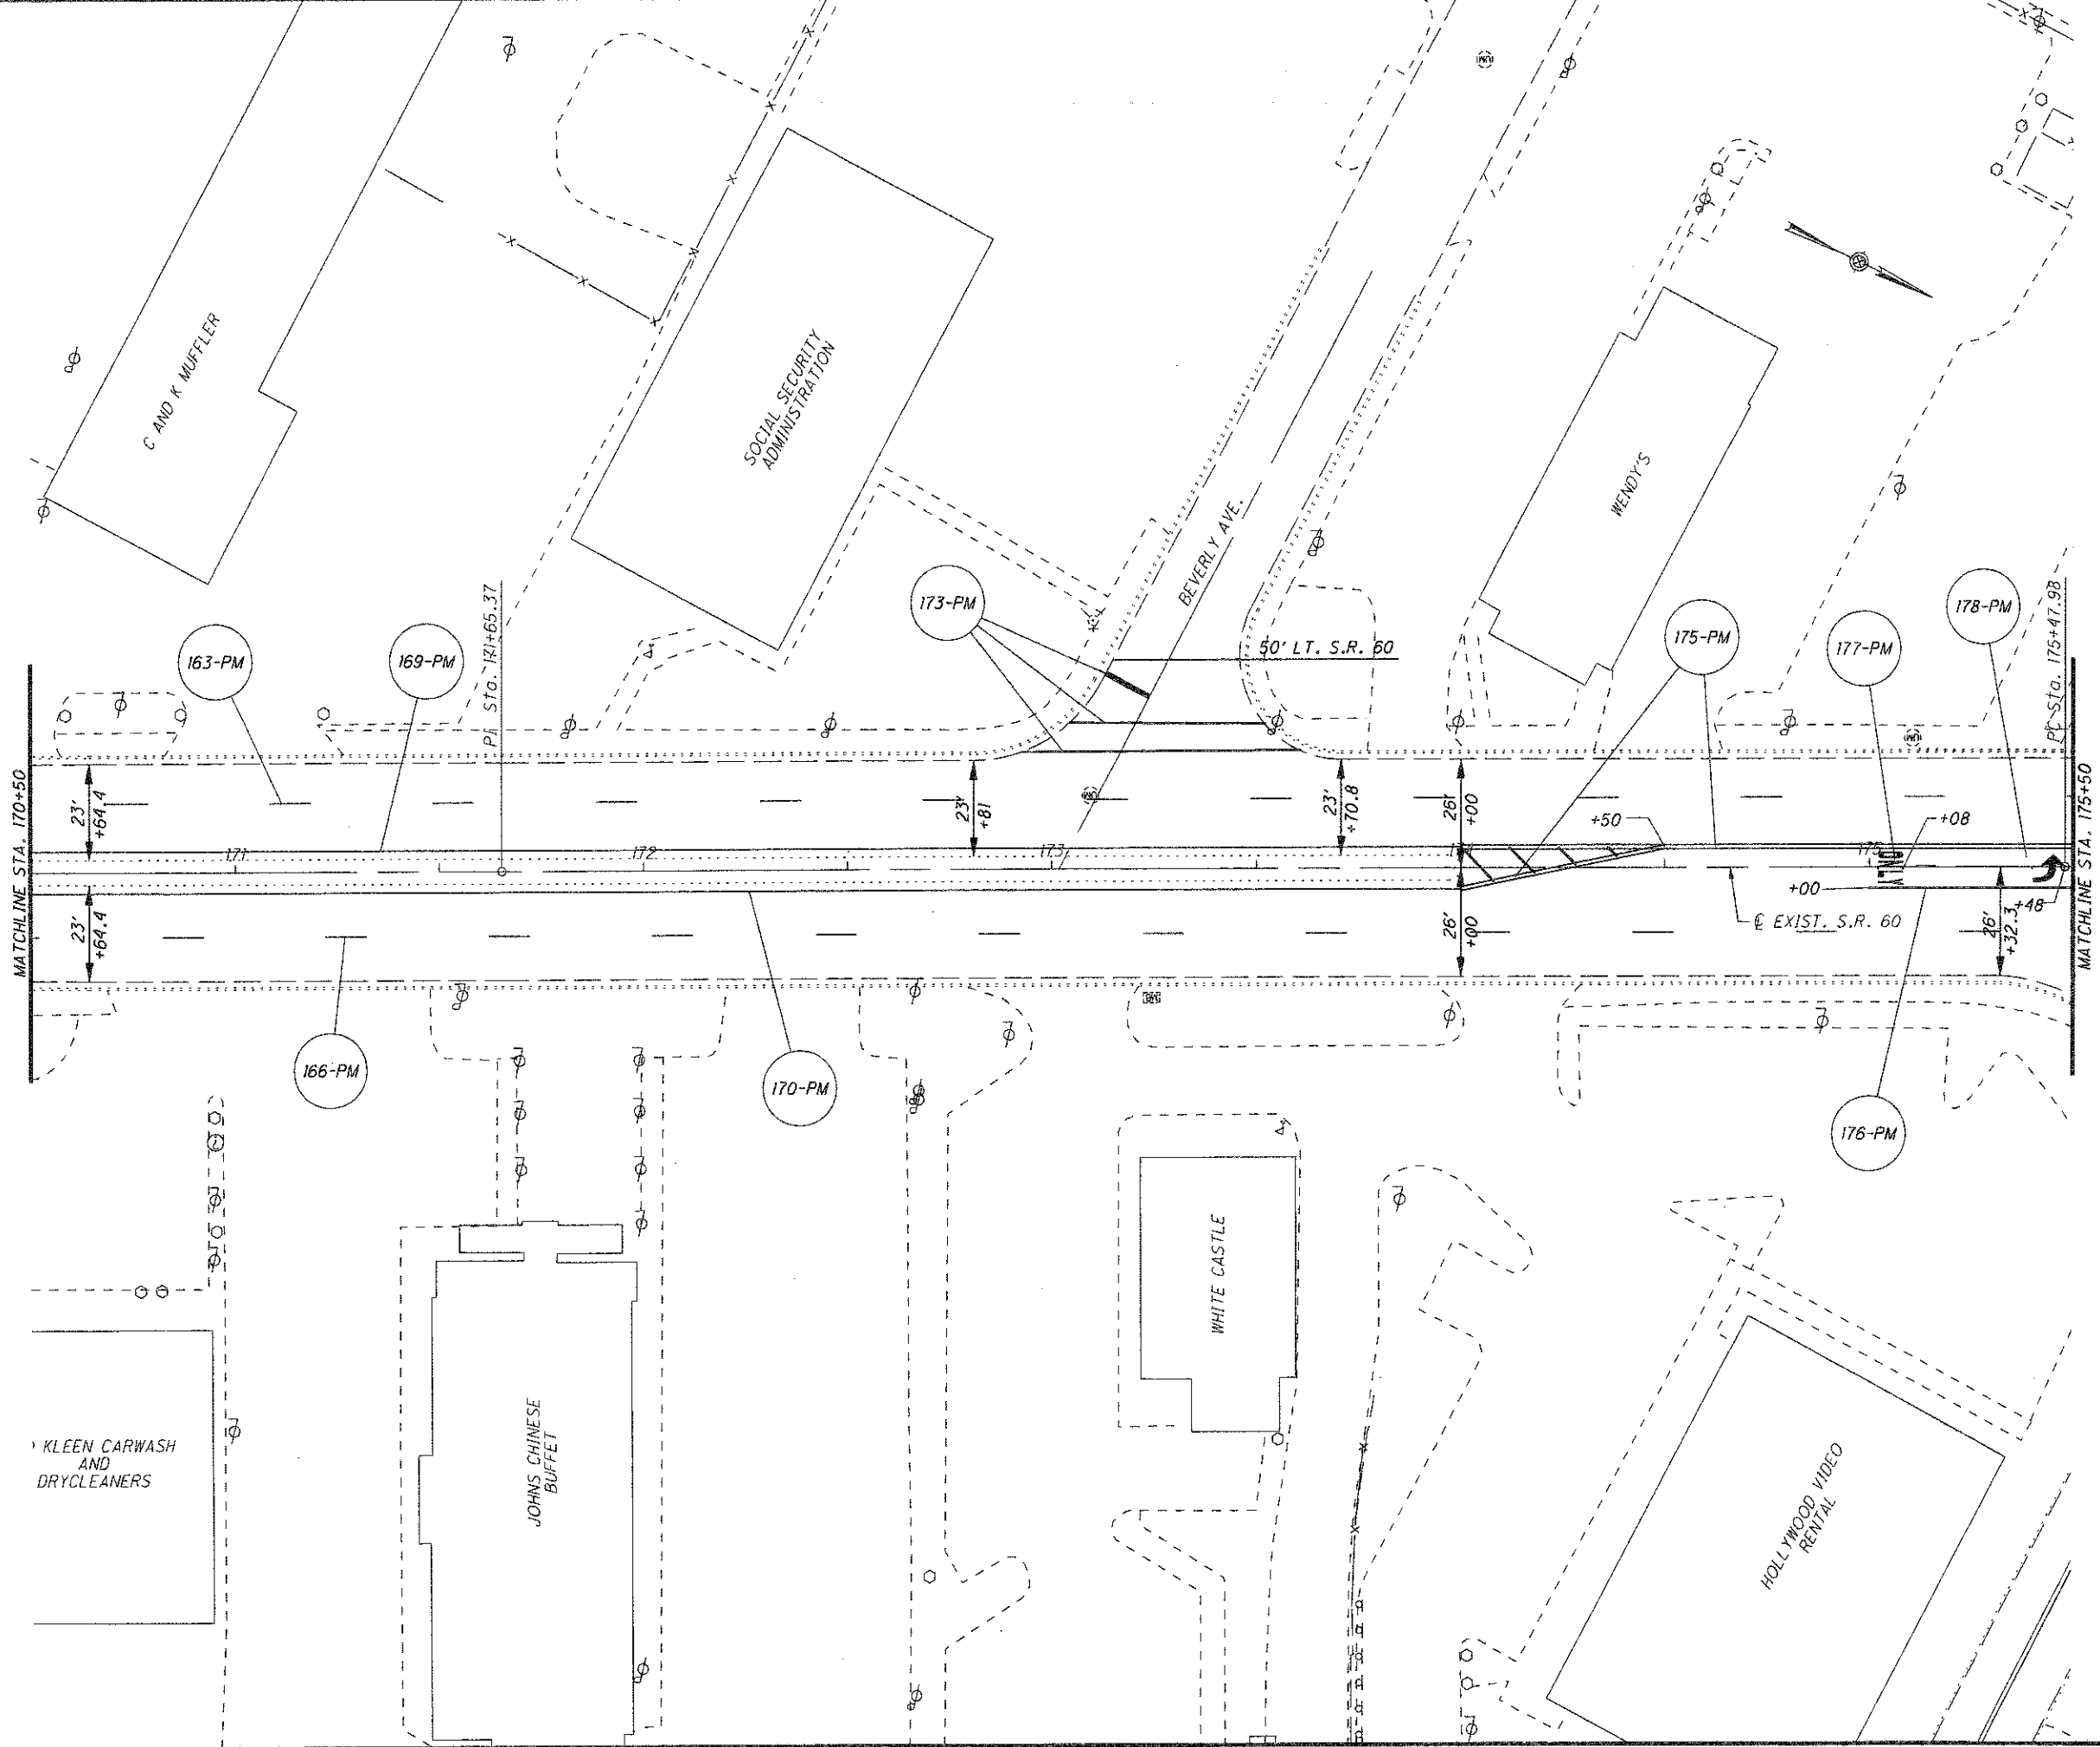 C AND K MUFFLER
SOCIAL SECURITY
ADMINISTRATION
BEVERLY AVE.
WENDY'S
173-PM
50' LT. S.R. 60
163-PM
169-PM
PI Sta. 171+65.37
175-PM
177-PM
178-PM
PC Sta. 175+47.98
MATCHLINE STA. 170+50
MATCHLINE STA. 175+50
23'
+64.4
23'
+81
23'
+70.8
26'
+00
+50
+08
171
172
173
175
ONLY
+00
+48
23'
+64.4
26'
+00
℄ EXIST. S.R. 60
26'
+32.3
166-PM
170-PM
176-PM
KLEEN CARWASH
AND
DRYCLEANERS
JOHNS CHINESE
BUFFET
WHITE CASTLE
HOLLYWOOD VIDEO
RENTAL